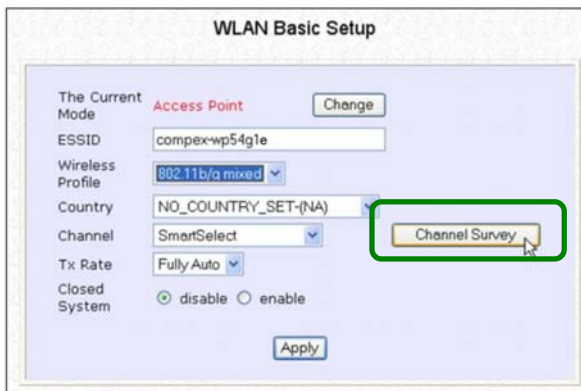 WLAN Basic Setup
The Current Mode Access Point Change
ESSID compex-wp54g1e
Wireless Profile 802.11b/g mixed
Country NO_COUNTRY_SET-(NA)
Channel SmartSelect Channel Survey
Tx Rate Fully Auto
Closed System disable enable
Apply